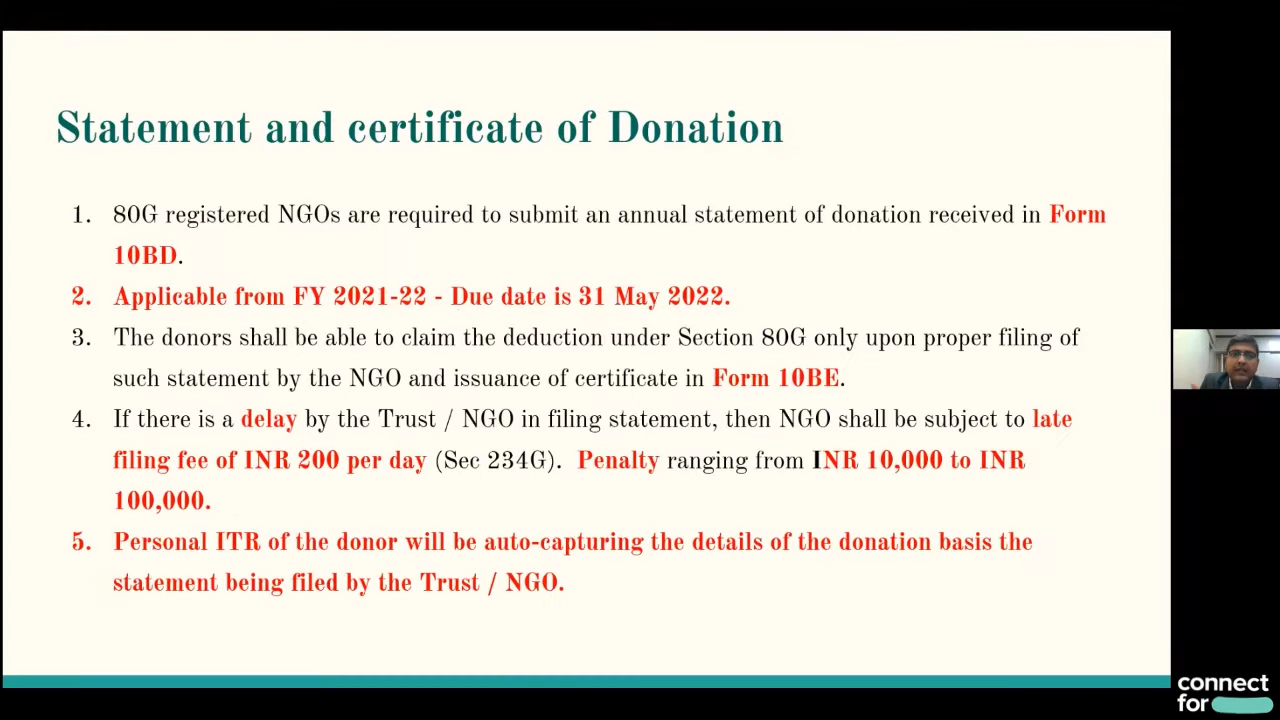 Statement and certificate of Donation
1. 80G registered NGOs are required to submit an annual statement of donation received in Form
10BD.
2. Applicable from FY 2021-22 - Due date is 31 May 2022.
3. The donors shall be able to claim the deduction under Section 80G only upon proper filing of
such statement by the NGO and issuance of certificate in Form 10BE.
4. If there is a delay by the Trust / NGO in filing statement, then NGO shall be subject to late
filing fee of INR 200 per day (Sec 234G). Penalty ranging from INR 10,000 to INR
100,000.
5. Personal ITR of the donor will be auto-capturing the details of the donation basis the
statement being filed by the Trust / NGO.
connect
for